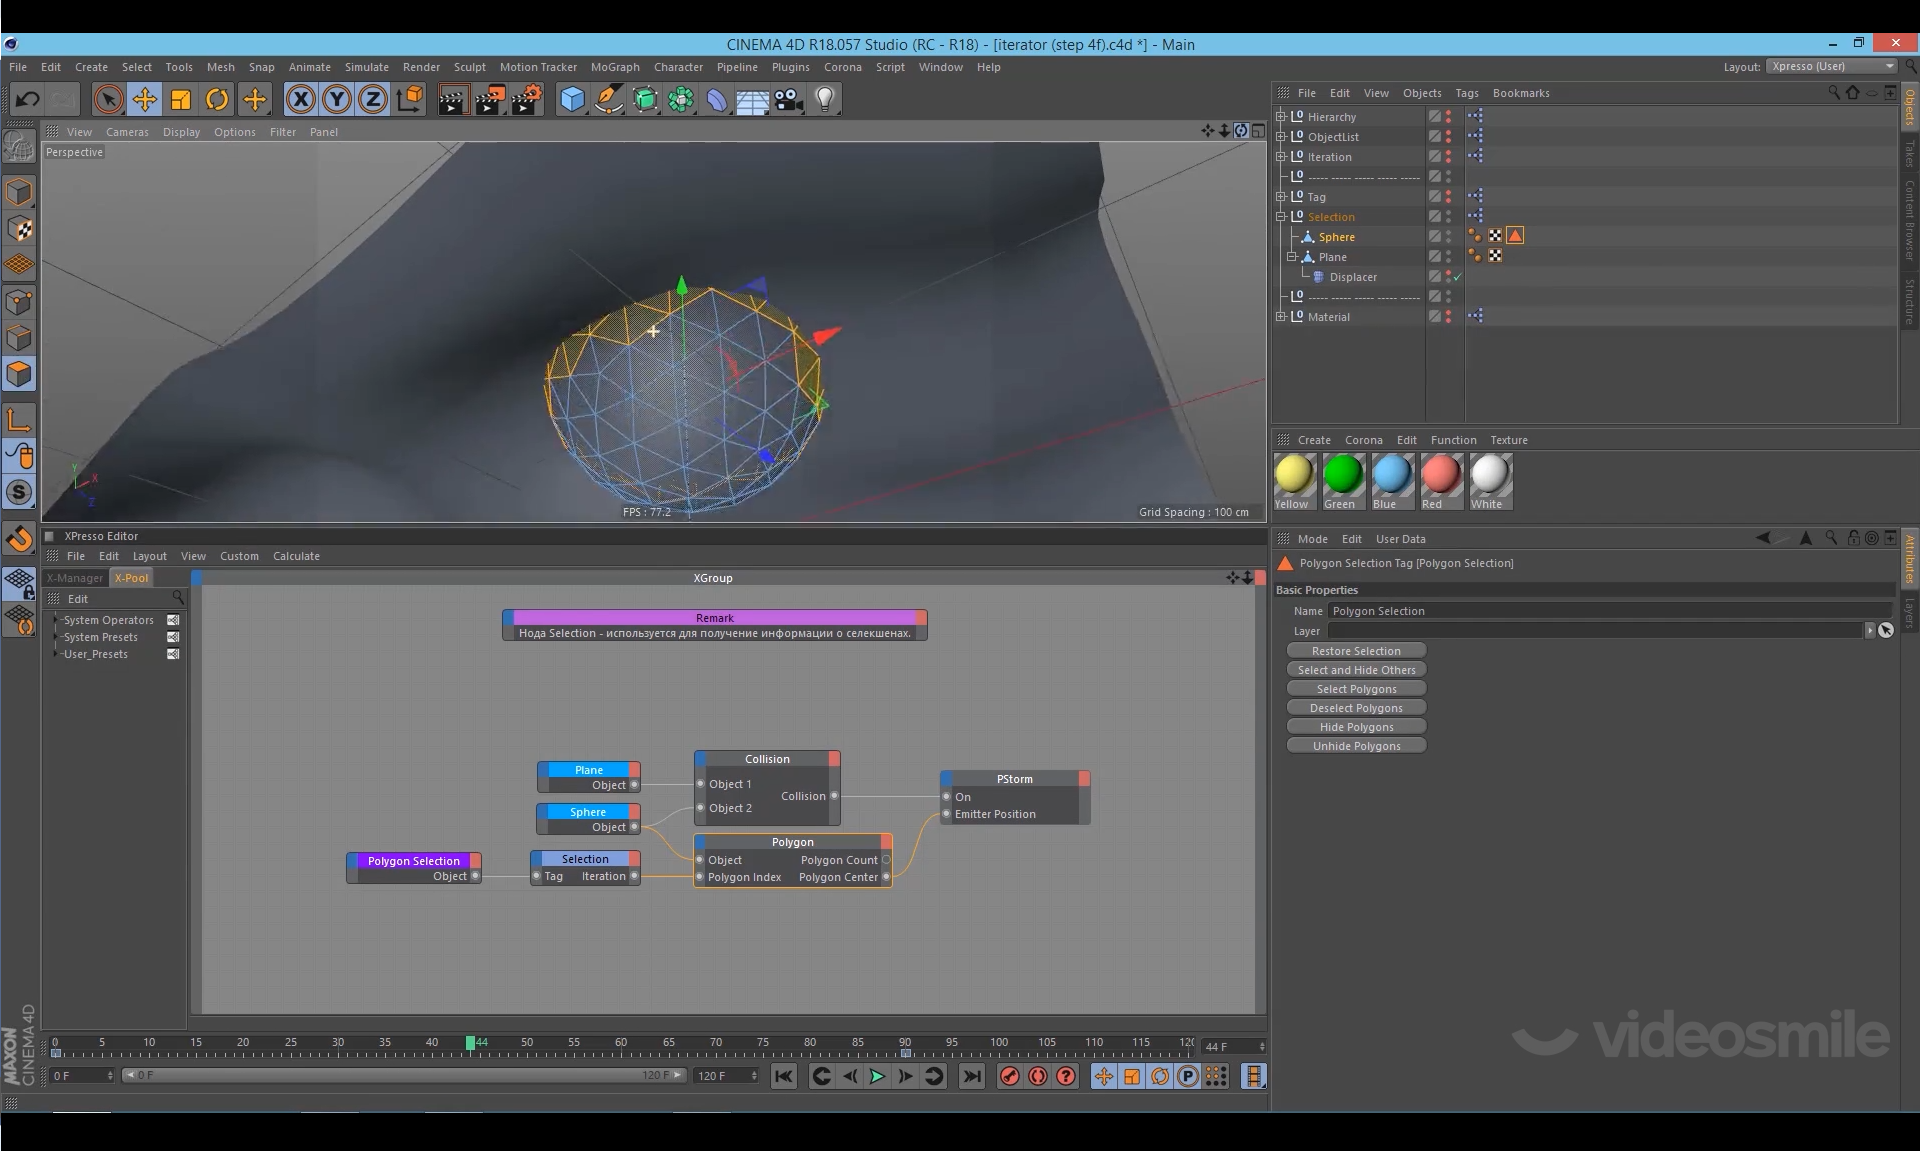 CINEMA 4D R18.057 Studio (RC - R18) - [iterator (step 4f).c4d *] - Main
File Edit Create Select Tools Mesh Snap Animate Simulate Render Sculpt Motion Tracker MoGraph Character Pipeline Plugins Corona Script Window Help
Layout: Xpresso (User)
View Cameras Display Options Filter Panel
Perspective
FPS : 77.2
Grid Spacing : 100 cm
File Edit View Objects Tags Bookmarks
Hierarchy
ObjectList
Iteration
----- ----- ----- ----- -----
Tag
Selection
Sphere
Plane
Displacer
----- ----- ----- ----- -----
Material
Objects
Takes
Content Browser
Structure
Create Corona Edit Function Texture
Yellow Green Blue Red White
Mode Edit User Data
Polygon Selection Tag [Polygon Selection]
Basic Properties
Name Polygon Selection
Layer
Restore Selection
Select and Hide Others
Select Polygons
Deselect Polygons
Hide Polygons
Unhide Polygons
Attributes
Layers
XPresso Editor
File Edit Layout View Custom Calculate
X-Manager X-Pool
Edit
System Operators
System Presets
User_Presets
XGroup
Remark
Нода Selection - используется для получение информации о селекшенах.
Plane
Object
Sphere
Object
Polygon Selection
Object
Selection
Tag Iteration
Collision
Object 1
Collision
Object 2
Polygon
Object Polygon Count
Polygon Index Polygon Center
PStorm
On
Emitter Position
0 5 10 15 20 25 30 35 40 44 50 55 60 65 70 75 80 85 90 95 100 105 110 115 120
44 F
0 F
0 F
120 F
120 F
MAXON
CINEMA 4D
videosmile